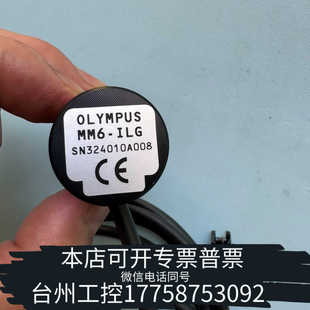 OLYMPUS
MM6-ILG
SN324010A008
CE
本店可开专票普票
微信电话同号
台州工控17758753092